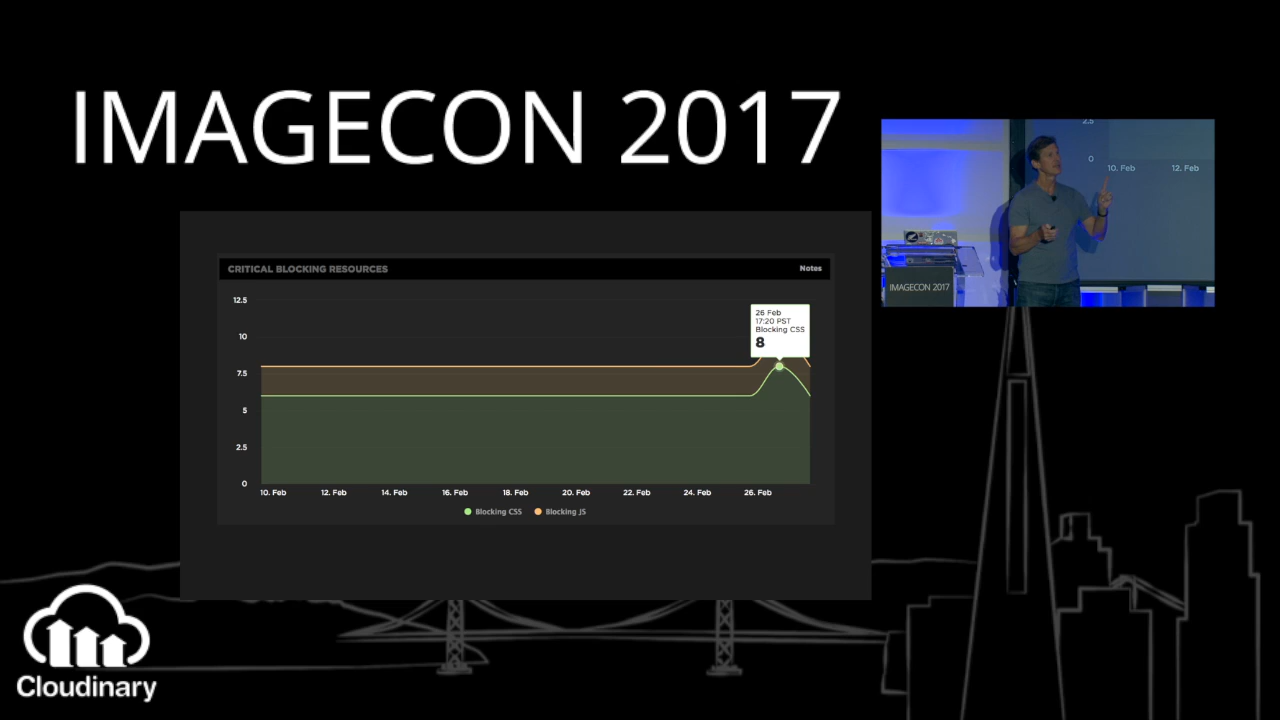 IMAGECON 2017
CRITICAL BLOCKING RESOURCES
Notes
12.5
10
7.5
5
2.5
0
26 Feb
17:20 PST
Blocking CSS
8
10. Feb 12. Feb 14. Feb 16. Feb 18. Feb 20. Feb 22. Feb 24. Feb 26. Feb
Blocking CSS Blocking JS
2.5
0
10. Feb 12. Feb
IMAGECON 2017
Cloudinary